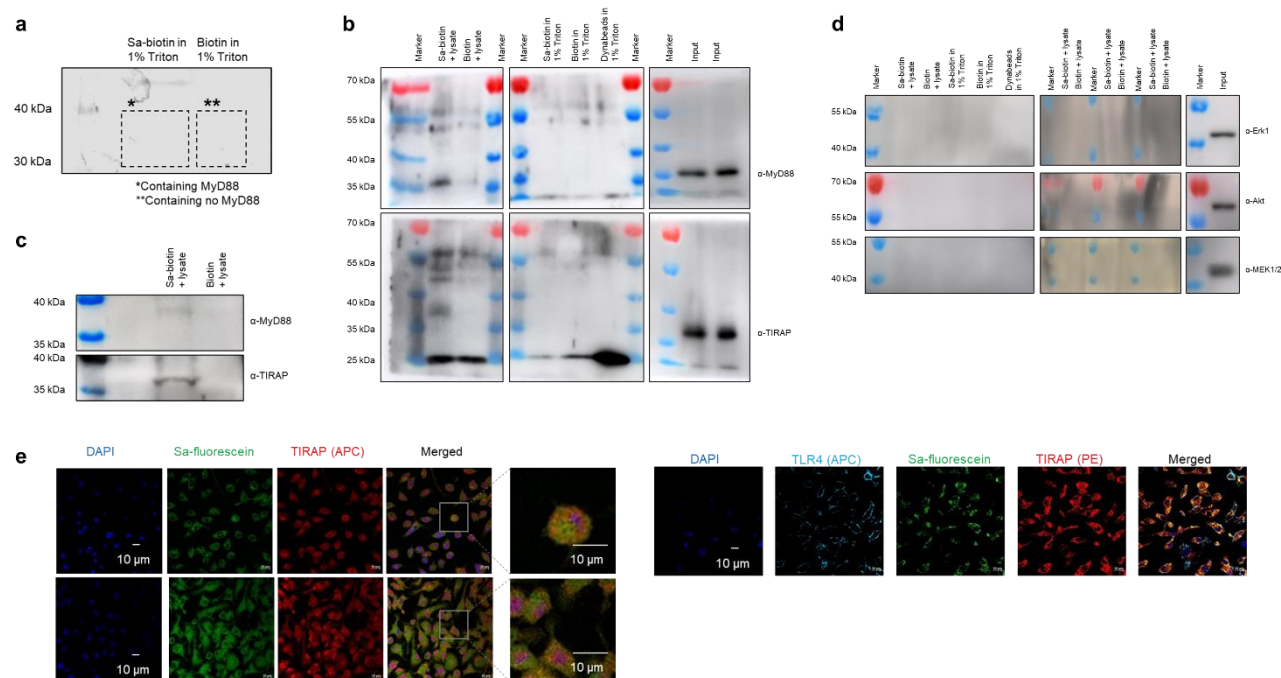 a
Sa-biotin in
1% Triton
Biotin in
1% Triton
40 kDa
*
**
30 kDa
*Containing MyD88
**Containing no MyD88
b
Marker
Sa-biotin
+ lysate
Biotin
+ lysate
Marker
Marker
Sa-biotin in
1% Triton
Biotin in
1% Triton
Dynabeads in
1% Triton
Marker
Marker
Input
Input
70 kDa
55 kDa
40 kDa
35 kDa
α-MyD88
70 kDa
55 kDa
40 kDa
35 kDa
25 kDa
α-TIRAP
c
Sa-biotin
+ lysate
Biotin
+ lysate
40 kDa
35 kDa
α-MyD88
40 kDa
35 kDa
α-TIRAP
d
Marker
Sa-biotin
+ lysate
Biotin
+ lysate
Sa-biotin in
1% Triton
Biotin in
1% Triton
Dynabeads
in 1% Triton
Marker
Sa-biotin + lysate
Biotin + lysate
Marker
Sa-biotin + lysate
Biotin + lysate
Marker
Sa-biotin + lysate
Biotin + lysate
Marker
Input
55 kDa
40 kDa
α-Erk1
70 kDa
55 kDa
α-Akt
55 kDa
40 kDa
α-MEK1/2
e
DAPI
Sa-fluorescein
TIRAP (APC)
Merged
10 µm
10 µm
10 µm
10 µm
DAPI
TLR4 (APC)
Sa-fluorescein
TIRAP (PE)
Merged
10 µm